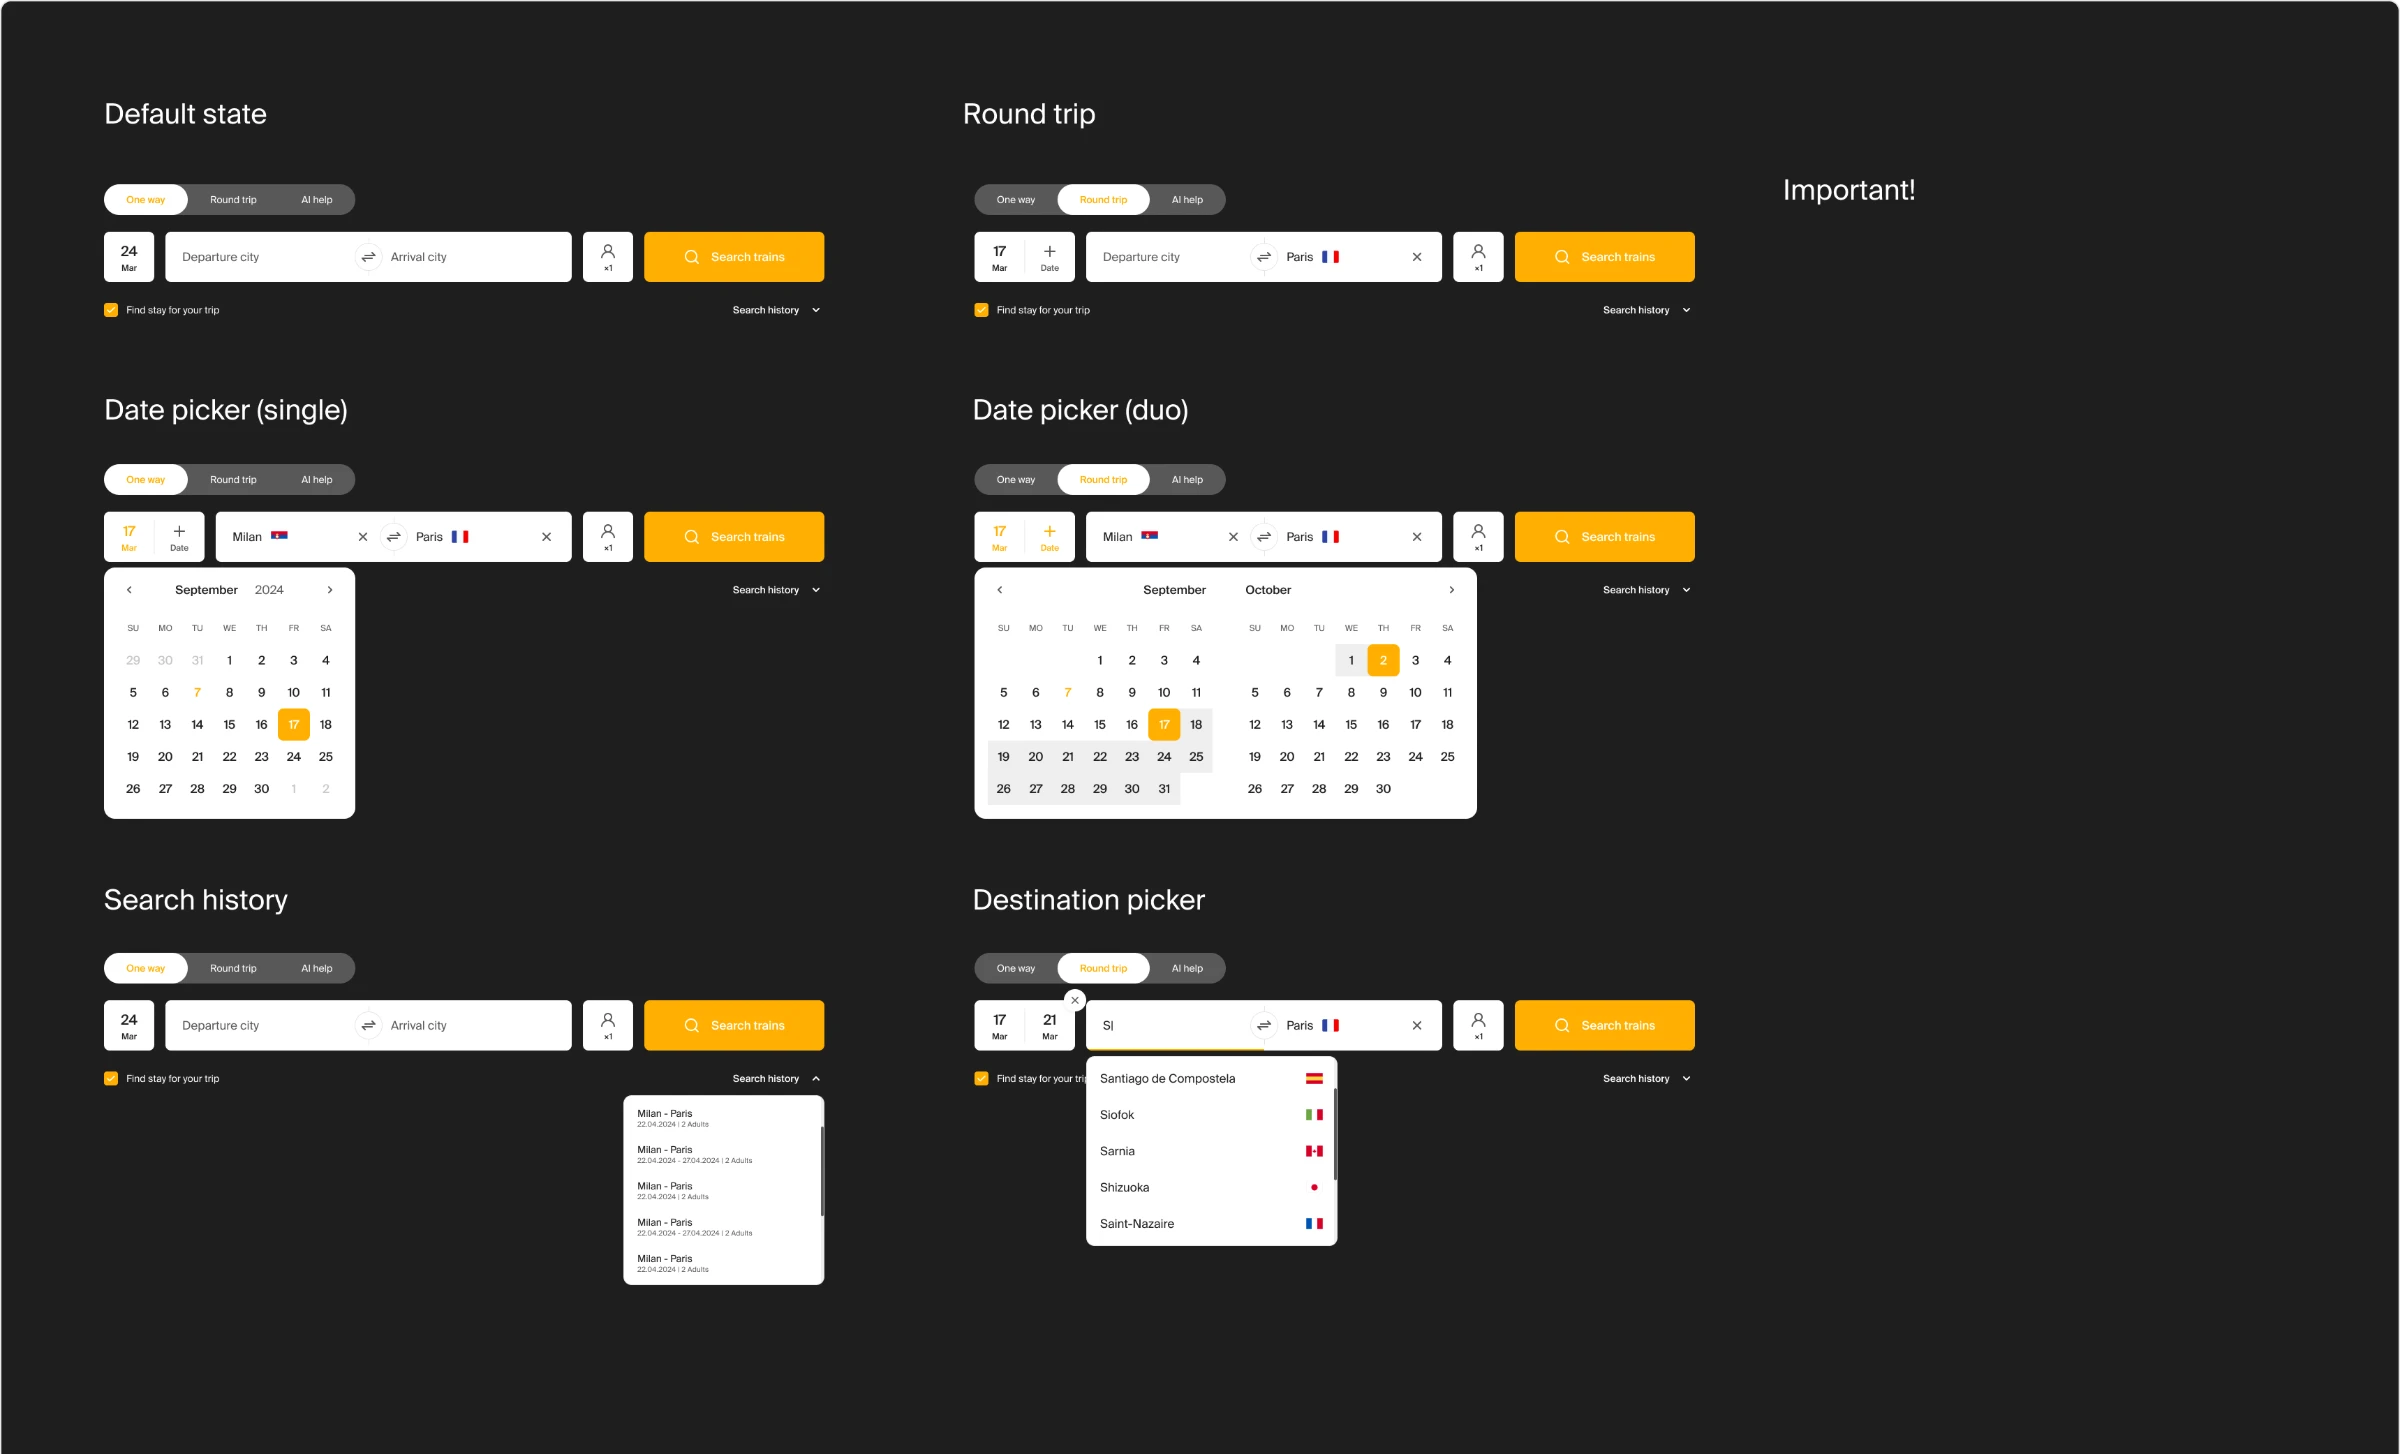 Default state
One way Round trip AI help
24 Mar Departure city Arrival city x1 Search trains
Find stay for your trip Search history
Round trip
One way Round trip AI help
17 Mar Date Departure city Paris x1 Search trains
Find stay for your trip Search history
Important!
Date picker (single)
One way Round trip AI help
17 Mar Date Milan Paris x1 Search trains
Search history
September 2024
SU MO TU WE TH FR SA
29 30 31 1 2 3 4
5 6 7 8 9 10 11
12 13 14 15 16 17 18
19 20 21 22 23 24 25
26 27 28 29 30 1 2
Date picker (duo)
One way Round trip AI help
17 Mar Date Milan Paris x1 Search trains
Search history
September
SU MO TU WE TH FR SA
1 2 3 4
5 6 7 8 9 10 11
12 13 14 15 16 17 18
19 20 21 22 23 24 25
26 27 28 29 30 31
October
SU MO TU WE TH FR SA
1 2 3 4
5 6 7 8 9 10 11
12 13 14 15 16 17 18
19 20 21 22 23 24 25
26 27 28 29 30
Search history
One way Round trip AI help
24 Mar Departure city Arrival city x1 Search trains
Find stay for your trip Search history
Milan - Paris
22.04.2024 | 2 Adults
Milan - Paris
22.04.2024 - 27.04.2024 | 2 Adults
Milan - Paris
22.04.2024 | 2 Adults
Milan - Paris
22.04.2024 - 27.04.2024 | 2 Adults
Milan - Paris
22.04.2024 | 2 Adults
Destination picker
One way Round trip AI help
17 Mar 21 Mar S Paris x1 Search trains
Find stay for your trip Search history
Santiago de Compostela
Siofok
Sarnia
Shizuoka
Saint-Nazaire